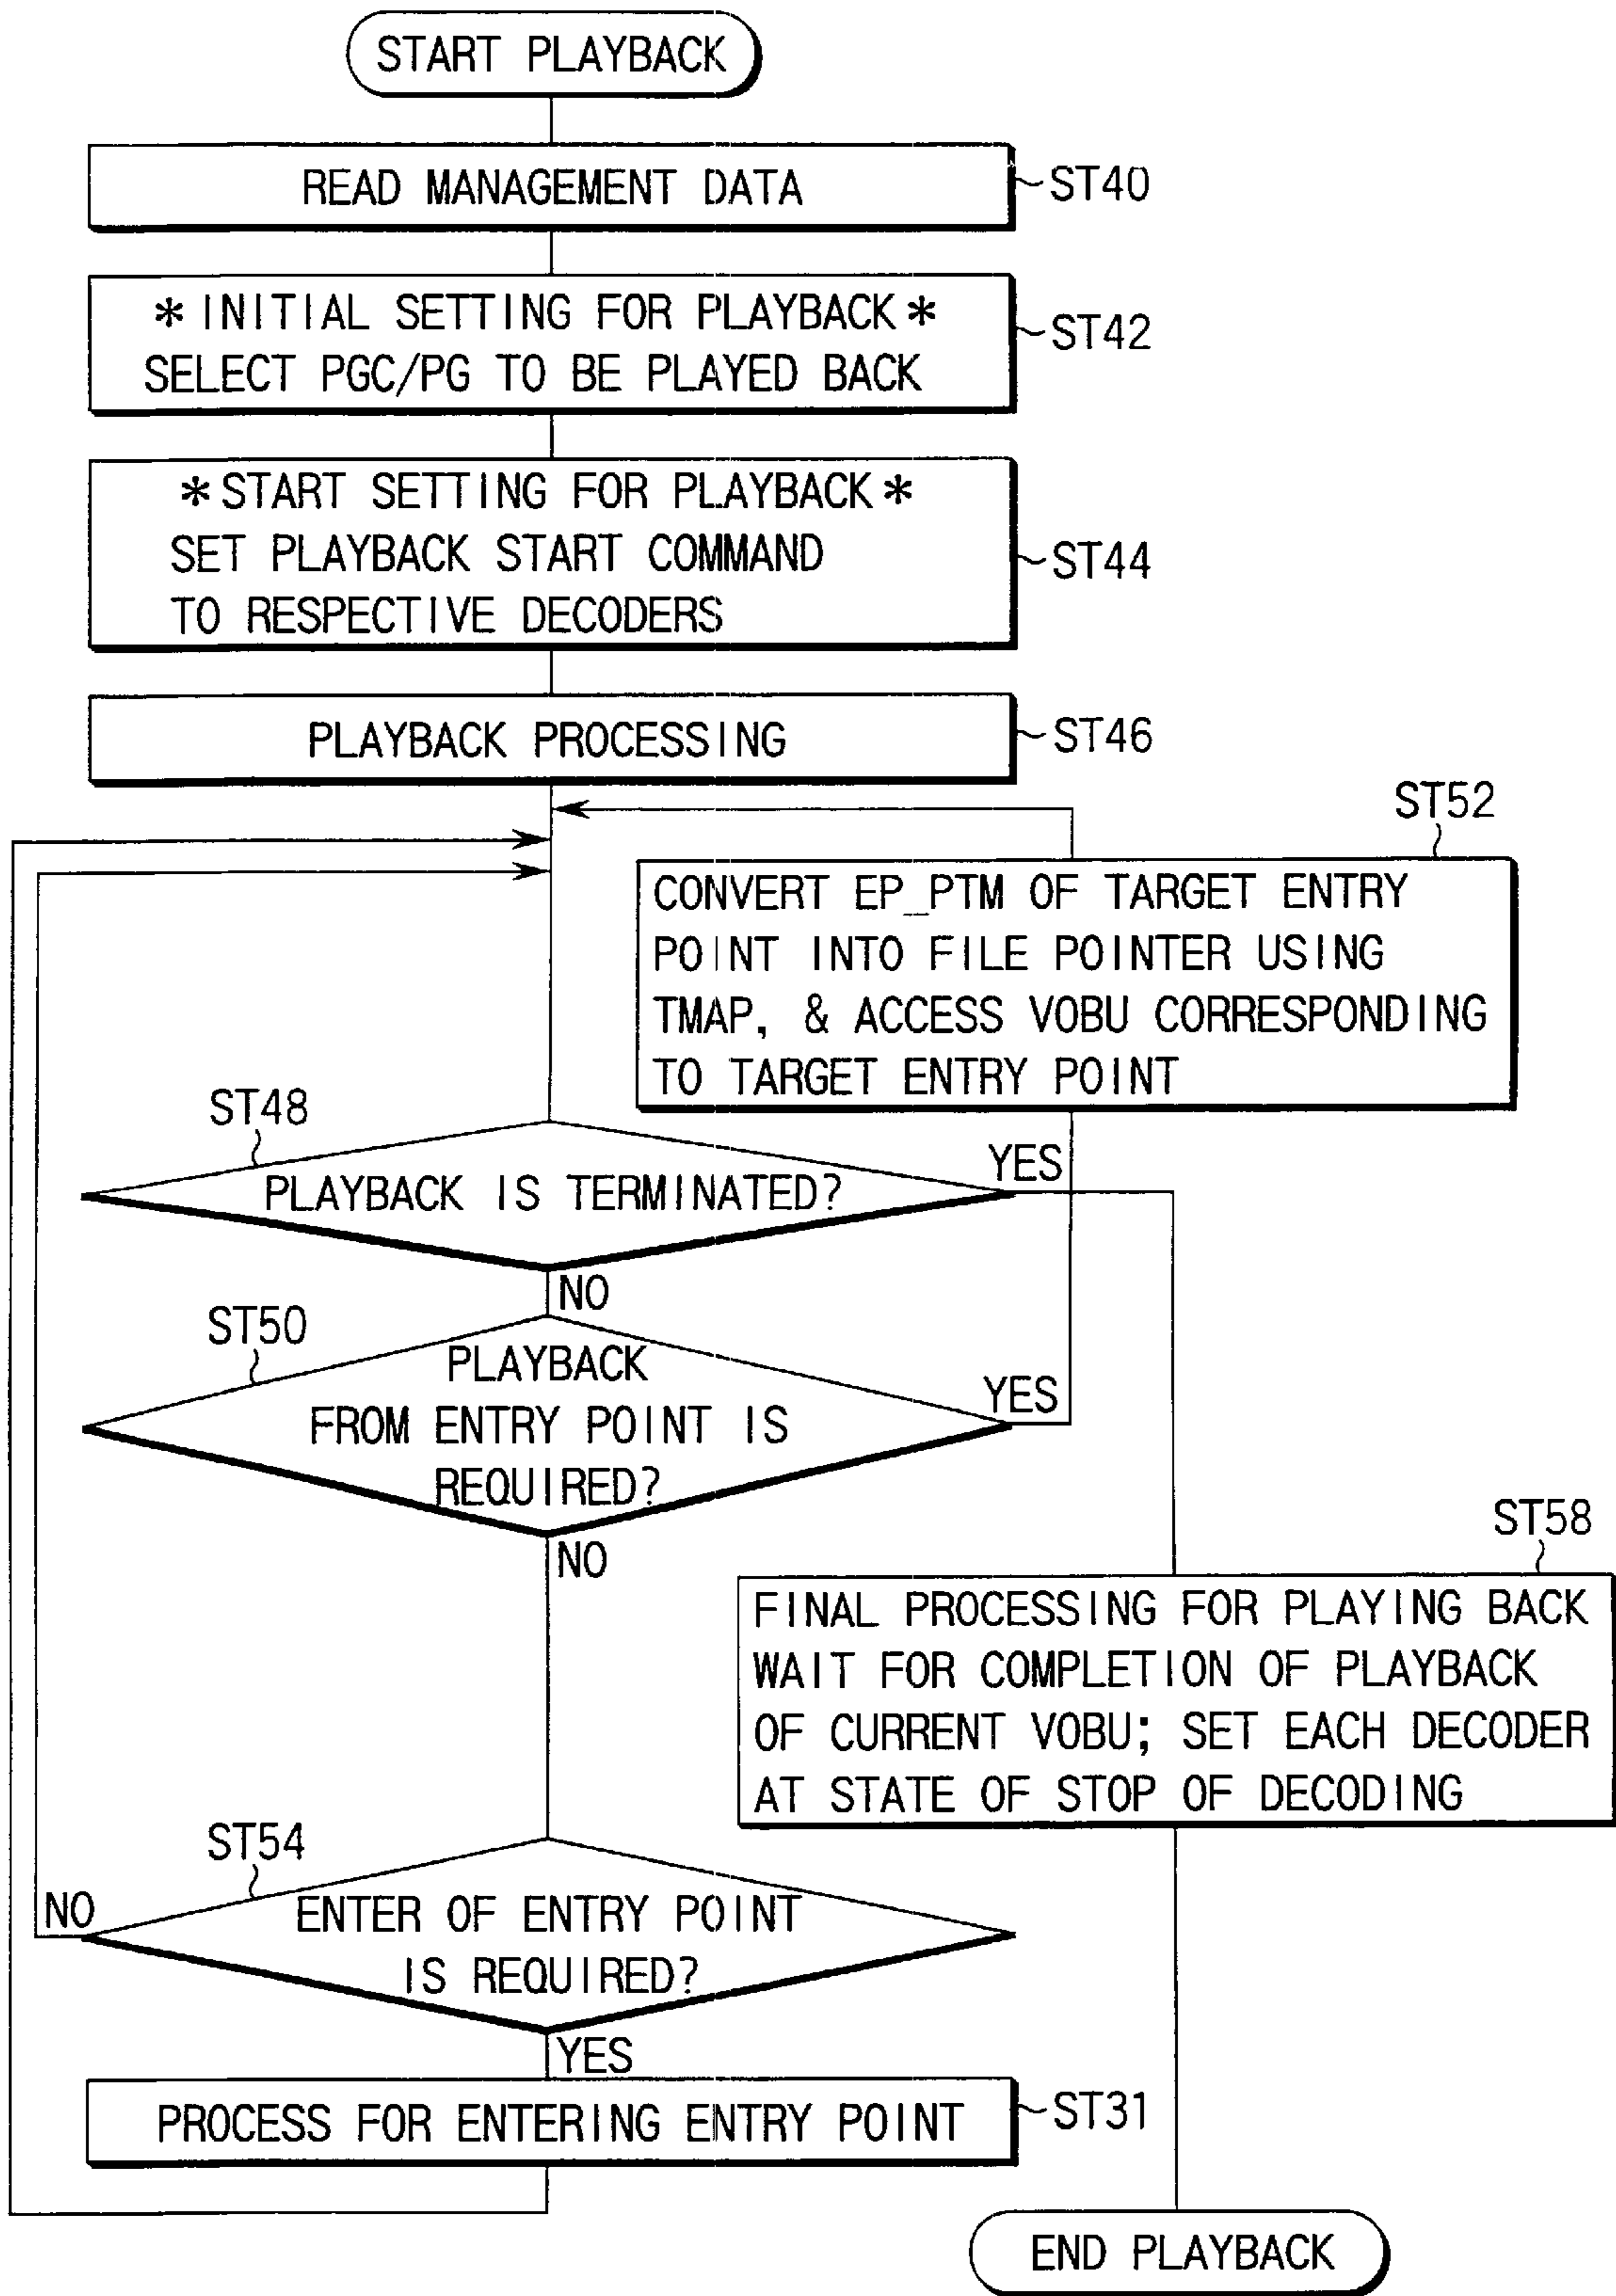 START PLAYBACK
READ MANAGEMENT DATA
ST40
* INITIAL SETTING FOR PLAYBACK *
SELECT PGC/PG TO BE PLAYED BACK
ST42
* START SETTING FOR PLAYBACK *
SET PLAYBACK START COMMAND
TO RESPECTIVE DECODERS
ST44
PLAYBACK PROCESSING
ST46
ST52
CONVERT EP_PTM OF TARGET ENTRY
POINT INTO FILE POINTER USING
TMAP, & ACCESS VOBU CORRESPONDING
TO TARGET ENTRY POINT
ST48
PLAYBACK IS TERMINATED?
YES
NO
ST50
PLAYBACK
FROM ENTRY POINT IS
REQUIRED?
YES
NO
ST58
FINAL PROCESSING FOR PLAYING BACK
WAIT FOR COMPLETION OF PLAYBACK
OF CURRENT VOBU; SET EACH DECODER
AT STATE OF STOP OF DECODING
ST54
NO
ENTER OF ENTRY POINT
IS REQUIRED?
YES
PROCESS FOR ENTERING ENTRY POINT
ST31
END PLAYBACK